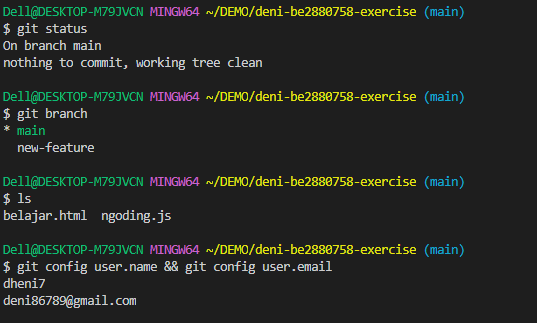 Dell@DESKTOP-M79JVCN MINGW64 ~/DEMO/deni-be2880758-exercise (main)
$ git status
On branch main
nothing to commit, working tree clean
Dell@DESKTOP-M79JVCN MINGW64 ~/DEMO/deni-be2880758-exercise (main)
$ git branch
* main
  new-feature
Dell@DESKTOP-M79JVCN MINGW64 ~/DEMO/deni-be2880758-exercise (main)
$ ls
belajar.html  ngoding.js
Dell@DESKTOP-M79JVCN MINGW64 ~/DEMO/deni-be2880758-exercise (main)
$ git config user.name && git config user.email
dheni7
deni86789@gmail.com